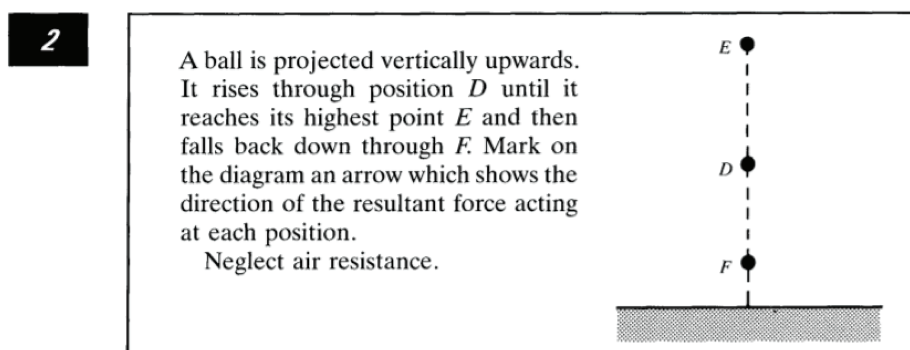 2
A ball is projected vertically upwards.
It rises through position D until it
reaches its highest point E and then
falls back down through F. Mark on
the diagram an arrow which shows the
direction of the resultant force acting
at each position.
Neglect air resistance.
E
D
F